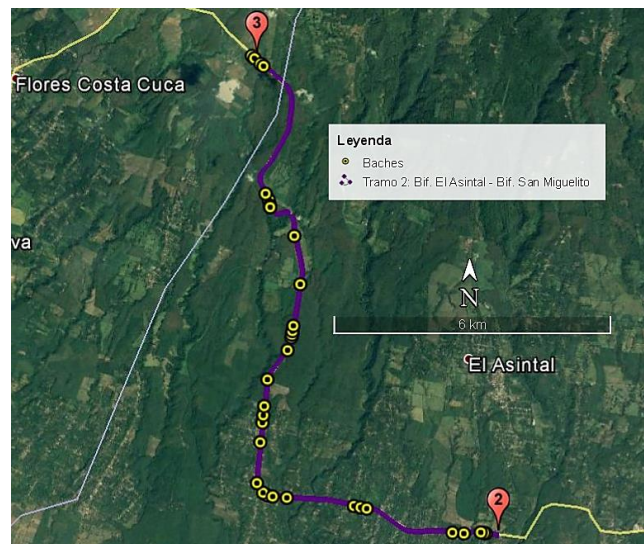 3
Flores Costa Cuca
Leyenda
Baches
Tramo 2: Bif. El Asintal - Bif. San Miguelito
va
N
6 km
El Asintal
2